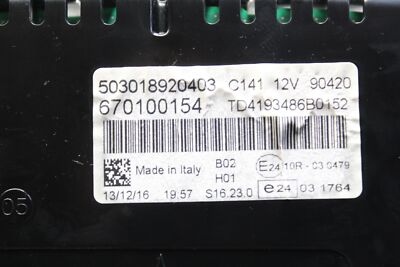 503018920403 C141 12V 90420
670100154 TD4193486B0152
Made in Italy B02 E24 10R-03 0479
13/12/16 19:57 H01 S16.23.0 e24 03 1764
05